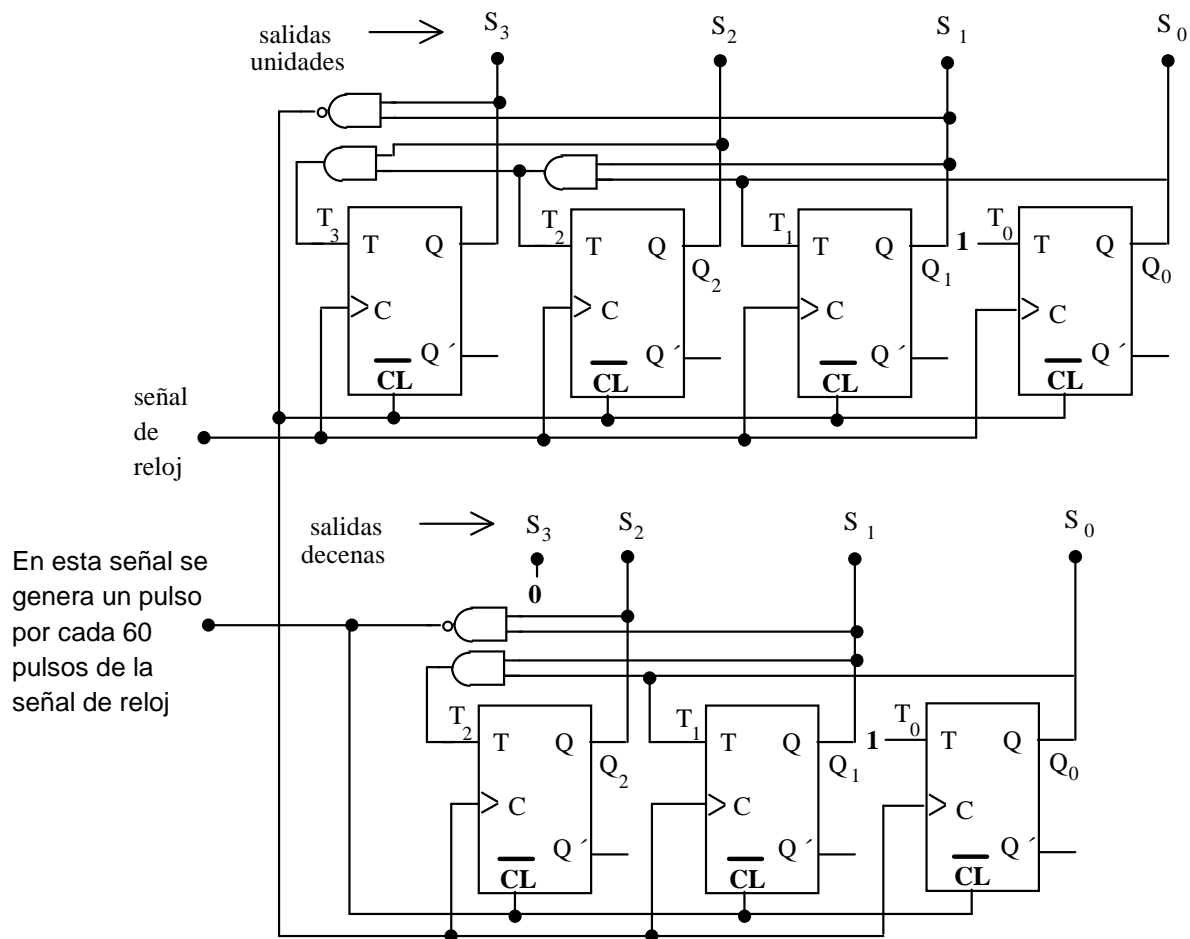 salidas
unidades
S3
S2
S1
S0
T3
T
Q
C
Q´
CL
T2
T
Q
Q2
C
Q´
CL
T1
T
Q
Q1
C
Q´
CL
1
T0
T
Q
Q0
C
Q´
CL
señal
de
reloj
salidas
decenas
S3
0
S2
S1
S0
En esta señal se
genera un pulso
por cada 60
pulsos de la
señal de reloj
T2
T
Q
Q2
C
Q´
CL
T1
T
Q
Q1
C
Q´
CL
1
T0
T
Q
Q0
C
Q´
CL